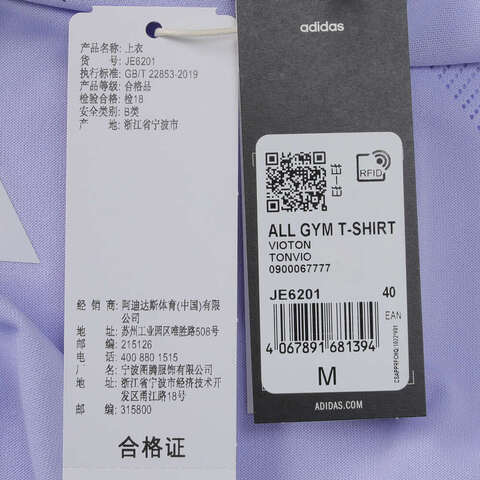 产品名称: 上衣
货 号: JE6201
执行标准: GB/T 22853-2019
产品等级: 合格品
检验合格: 检18
安全类别: B类
产 地: 浙江省宁波市
经 销 商: 阿迪达斯体育(中国)有限公司
地 址: 苏州工业园区唯胜路508号
邮 编: 215126
电 话: 400 880 1515
厂 名: 宁波图腾服饰有限公司
地 址: 浙江省宁波市经济技术开发区甬江路18号
邮 编: 315800
合格证
adidas
RFID
ALL GYM T-SHIRT
VIOTON
TONVIO
0900067777
JE6201 40
EAN
4 067891 681394
M
ADIDAS.COM